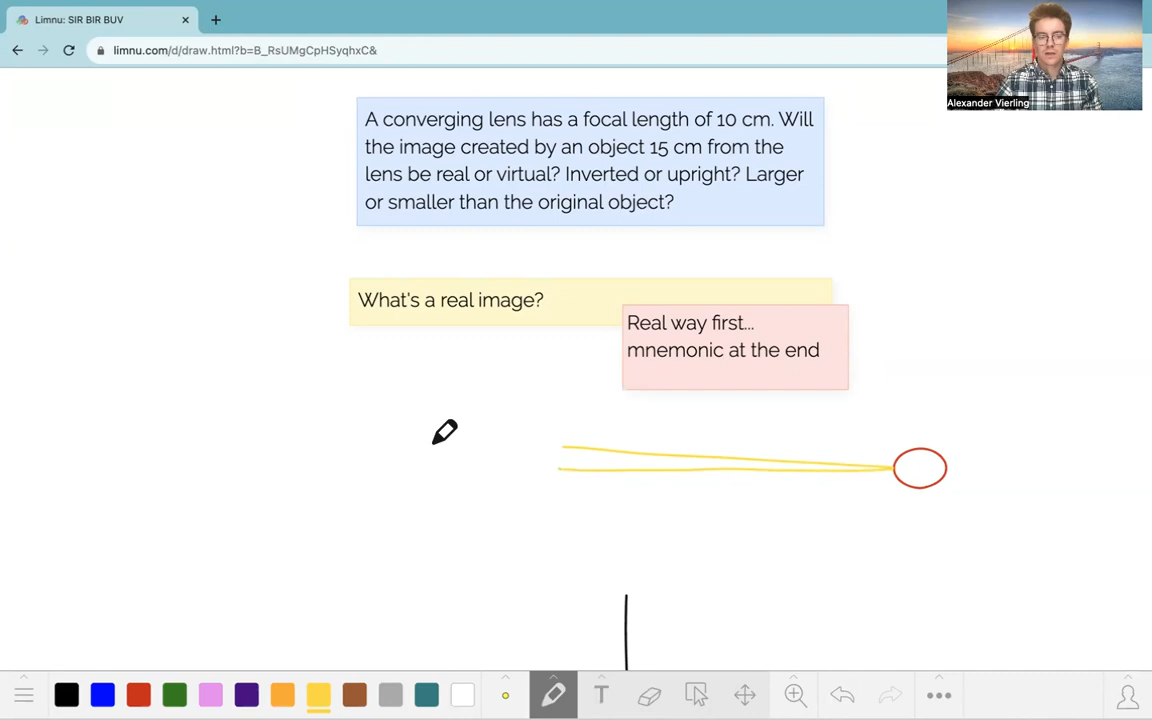 Limnu: SIR BIR BUV
limnu.com/d/draw.html?b=B_RsUMgCpHSyqhxC&
Alexander Vierling
A converging lens has a focal length of 10 cm. Will
the image created by an object 15 cm from the
lens be real or virtual? Inverted or upright? Larger
or smaller than the original object?
What's a real image?
Real way first...
mnemonic at the end
T